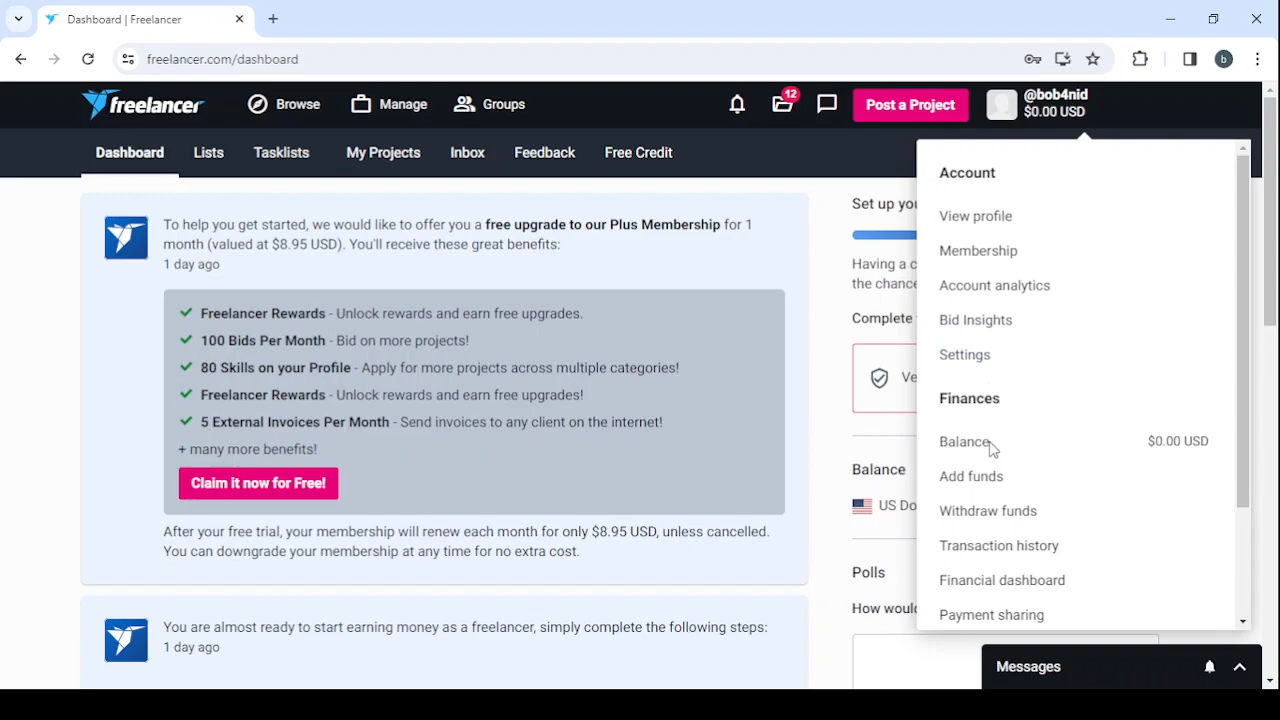 Dashboard | Freelancer
freelancer.com/dashboard
b
freelancer
Browse
Manage
Groups
12
Post a Project
@bob4nid
$0.00 USD
Dashboard
Lists
Tasklists
My Projects
Inbox
Feedback
Free Credit
To help you get started, we would like to offer you a free upgrade to our Plus Membership for 1
month (valued at $8.95 USD). You'll receive these great benefits:
1 day ago
Freelancer Rewards - Unlock rewards and earn free upgrades.
100 Bids Per Month - Bid on more projects!
80 Skills on your Profile - Apply for more projects across multiple categories!
Freelancer Rewards - Unlock rewards and earn free upgrades!
5 External Invoices Per Month - Send invoices to any client on the internet!
+ many more benefits!
Claim it now for Free!
After your free trial, your membership will renew each month for only $8.95 USD, unless cancelled.
You can downgrade your membership at any time for no extra cost.
You are almost ready to start earning money as a freelancer, simply complete the following steps:
1 day ago
Set up you
Having a c
the chance
Complete
Ve
Balance
US Do
Polls
How would
Account
View profile
Membership
Account analytics
Bid Insights
Settings
Finances
Balance
$0.00 USD
Add funds
Withdraw funds
Transaction history
Financial dashboard
Payment sharing
Messages